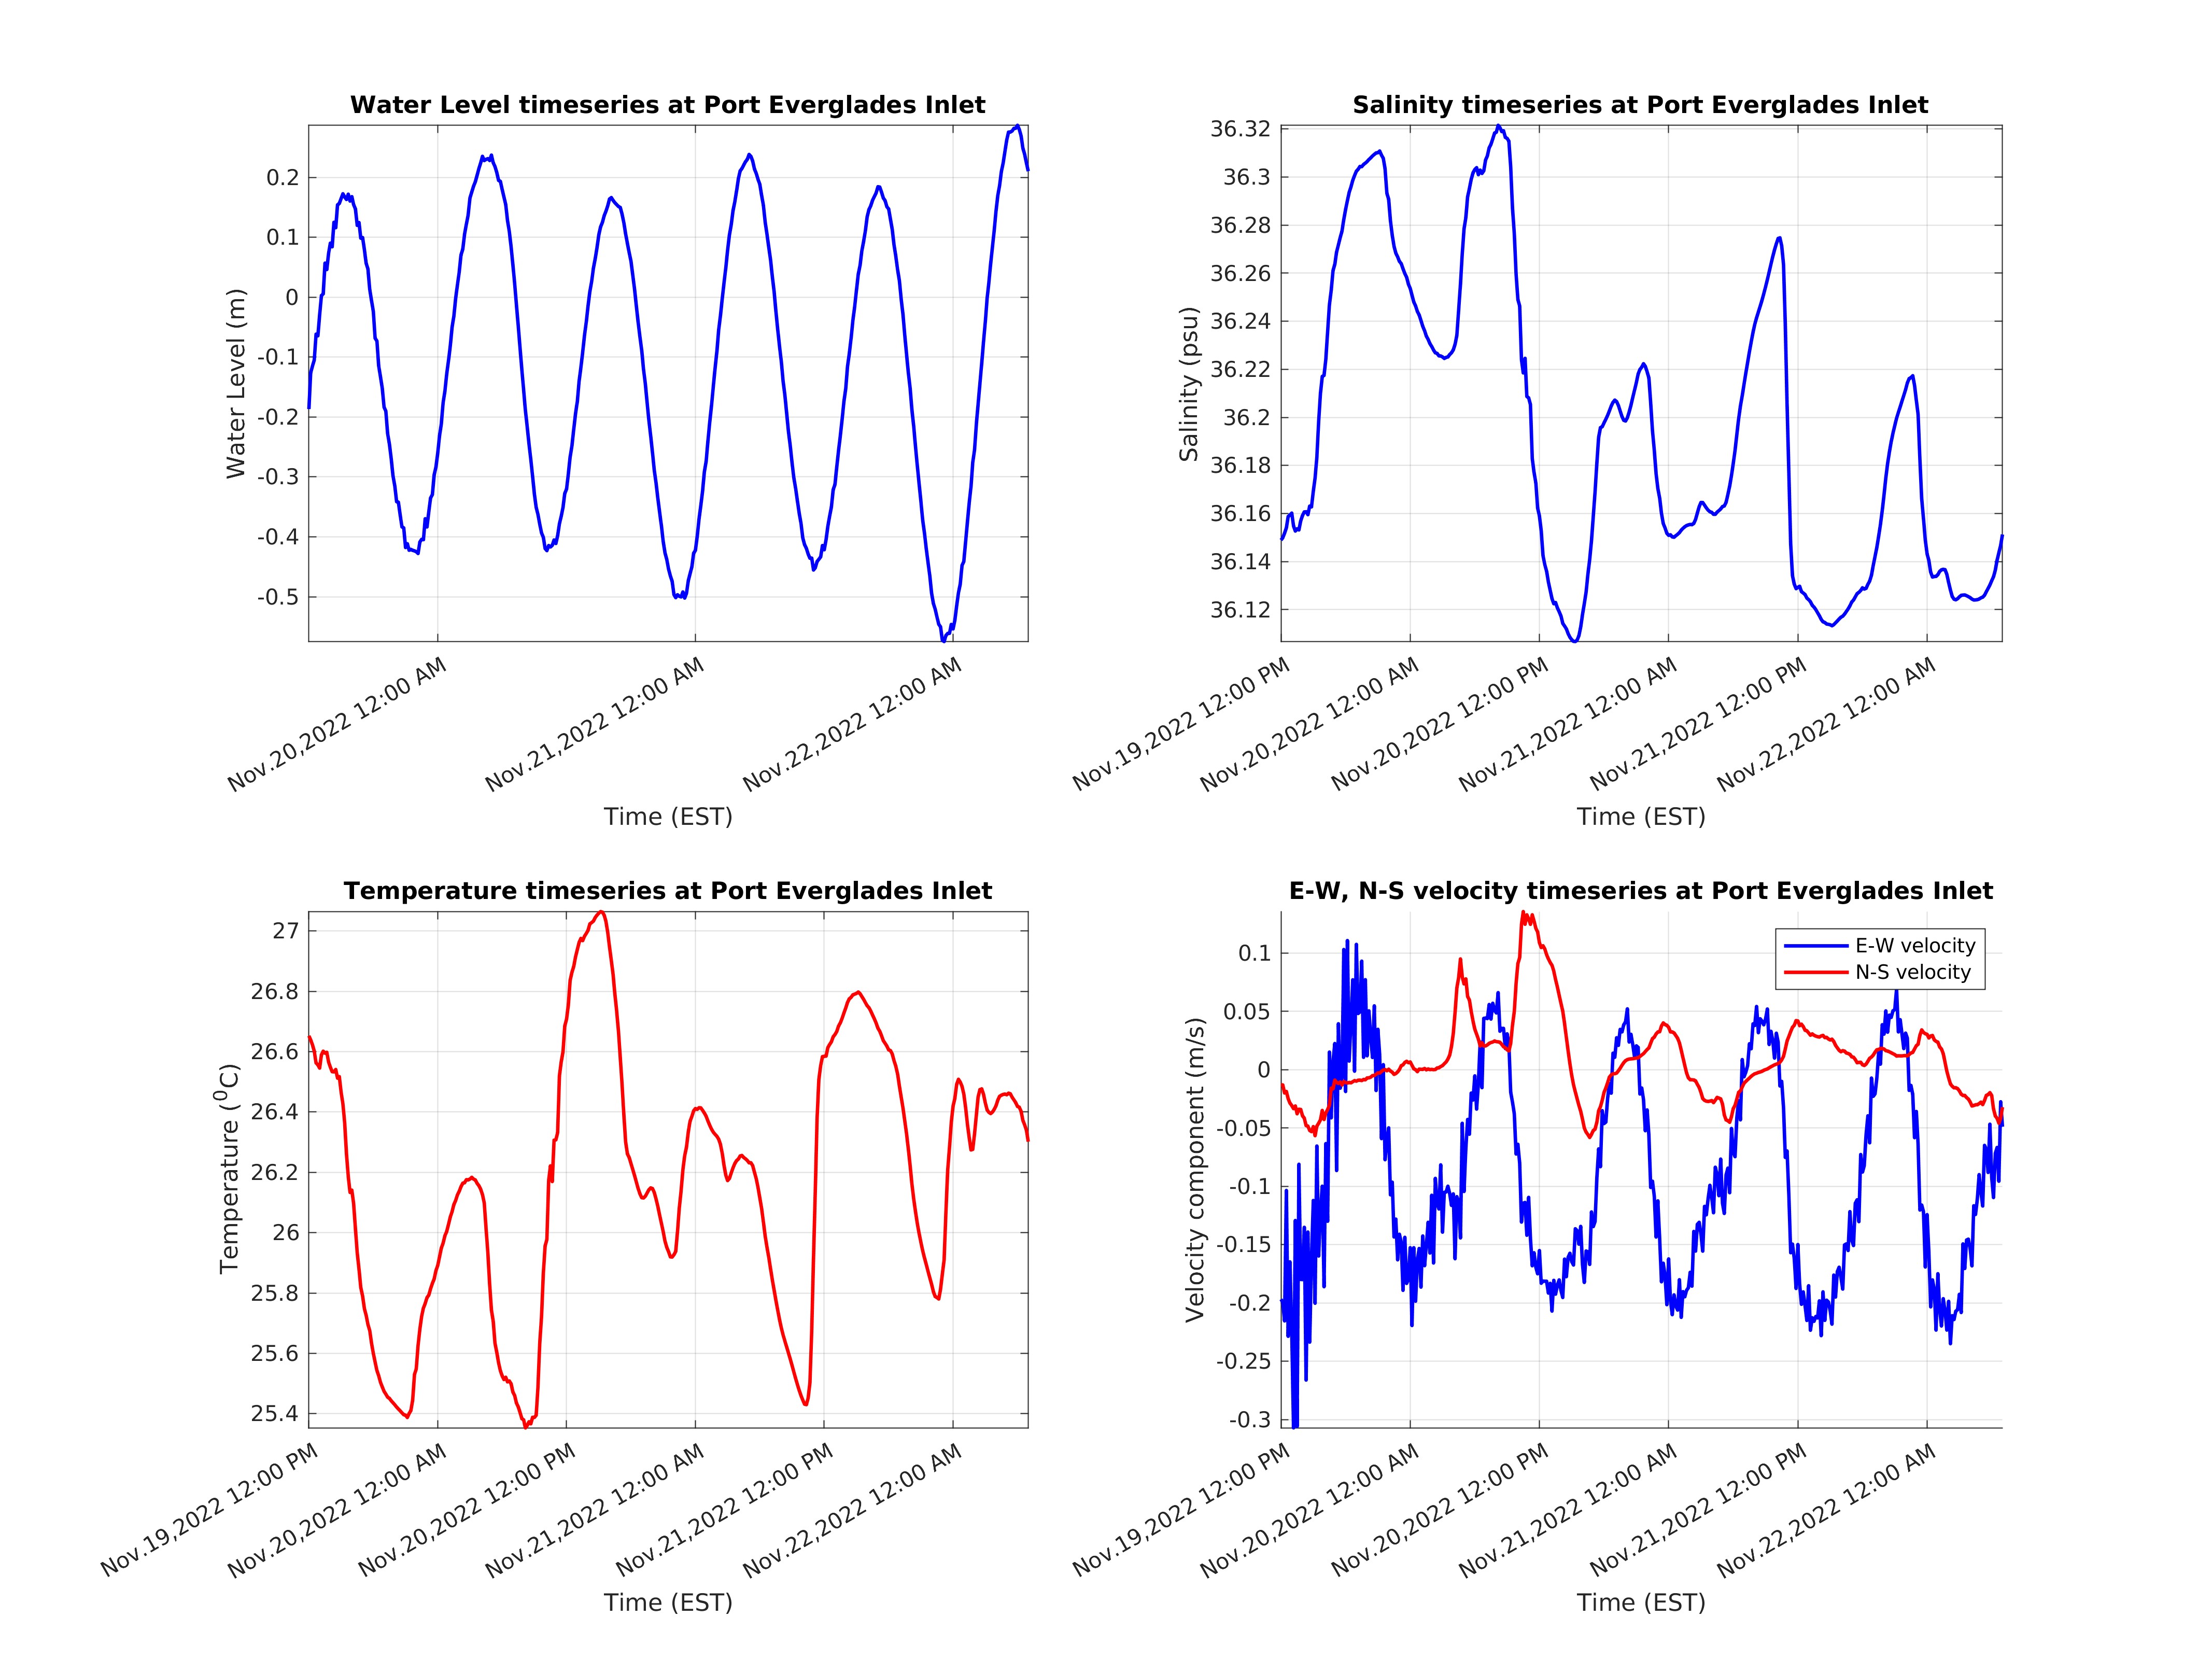 Water Level timeseries at Port Everglades Inlet
Water Level (m)
0.2
0.1
0
-0.1
-0.2
-0.3
-0.4
-0.5
Nov.20,2022 12:00 AM
Nov.21,2022 12:00 AM
Nov.22,2022 12:00 AM
Time (EST)
Salinity timeseries at Port Everglades Inlet
Salinity (psu)
36.32
36.3
36.28
36.26
36.24
36.22
36.2
36.18
36.16
36.14
36.12
Nov.19,2022 12:00 PM
Nov.20,2022 12:00 AM
Nov.20,2022 12:00 PM
Nov.21,2022 12:00 AM
Nov.21,2022 12:00 PM
Nov.22,2022 12:00 AM
Time (EST)
Temperature timeseries at Port Everglades Inlet
Temperature (⁰C)
27
26.8
26.6
26.4
26.2
26
25.8
25.6
25.4
Nov.19,2022 12:00 PM
Nov.20,2022 12:00 AM
Nov.20,2022 12:00 PM
Nov.21,2022 12:00 AM
Nov.21,2022 12:00 PM
Nov.22,2022 12:00 AM
Time (EST)
E-W, N-S velocity timeseries at Port Everglades Inlet
Velocity component (m/s)
0.1
0.05
0
-0.05
-0.1
-0.15
-0.2
-0.25
-0.3
E-W velocity
N-S velocity
Nov.19,2022 12:00 PM
Nov.20,2022 12:00 AM
Nov.20,2022 12:00 PM
Nov.21,2022 12:00 AM
Nov.21,2022 12:00 PM
Nov.22,2022 12:00 AM
Time (EST)